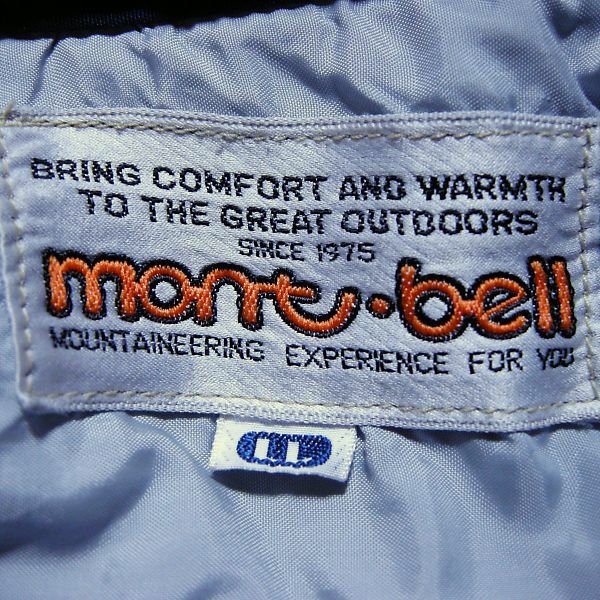 BRING COMFORT AND WARMTH
TO THE GREAT OUTDOORS
SINCE 1975
mont•bell
MOUNTAINEERING EXPERIENCE FOR YOU